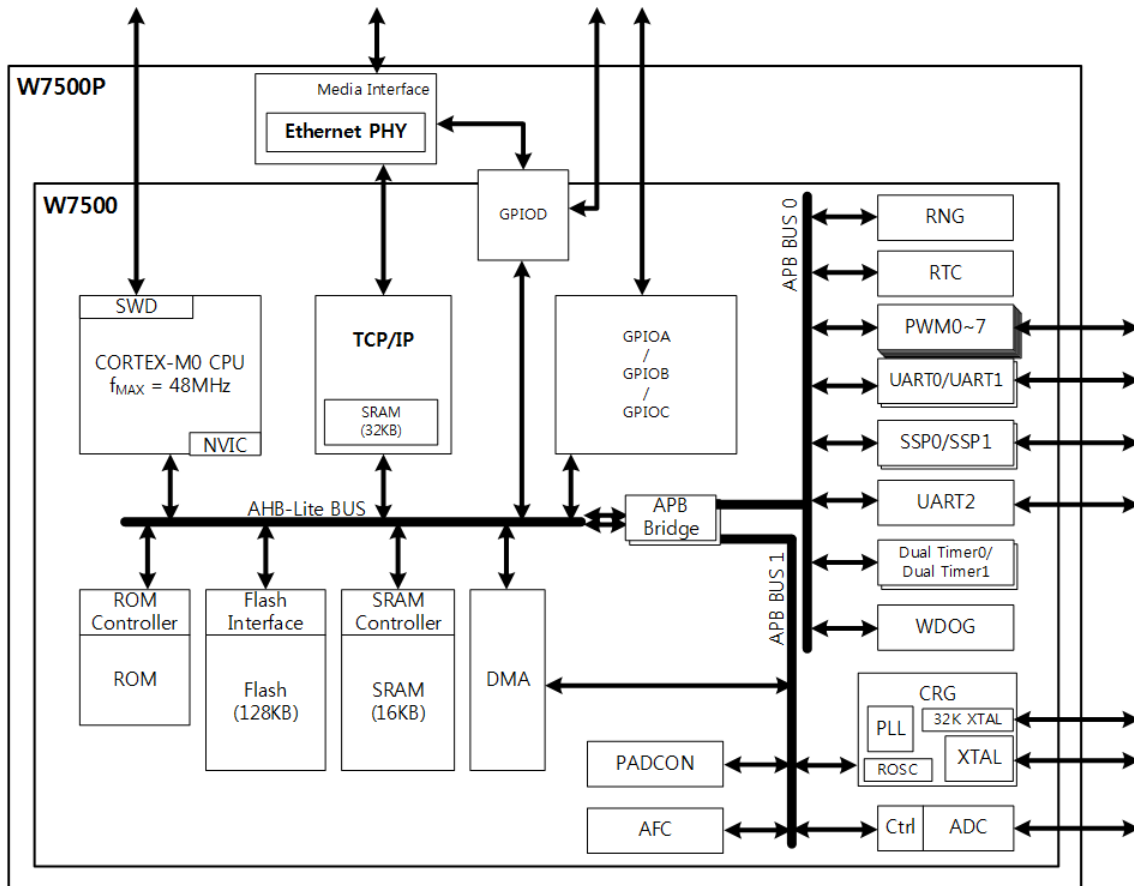 W7500P
Media Interface
Ethernet PHY
W7500
GPIOD
APB BUS 0
RNG
RTC
SWD
CORTEX-M0 CPU
fMAX = 48MHz
NVIC
TCP/IP
SRAM
(32KB)
GPIOA
/
GPIOB
/
GPIOC
PWM0~7
UART0/UART1
SSP0/SSP1
AHB-Lite BUS
APB
Bridge
UART2
APB BUS 1
Dual Timer0/
Dual Timer1
WDOG
ROM
Controller
ROM
Flash
Interface
Flash
(128KB)
SRAM
Controller
SRAM
(16KB)
DMA
CRG
PLL
32K XTAL
ROSC
XTAL
PADCON
AFC
Ctrl
ADC